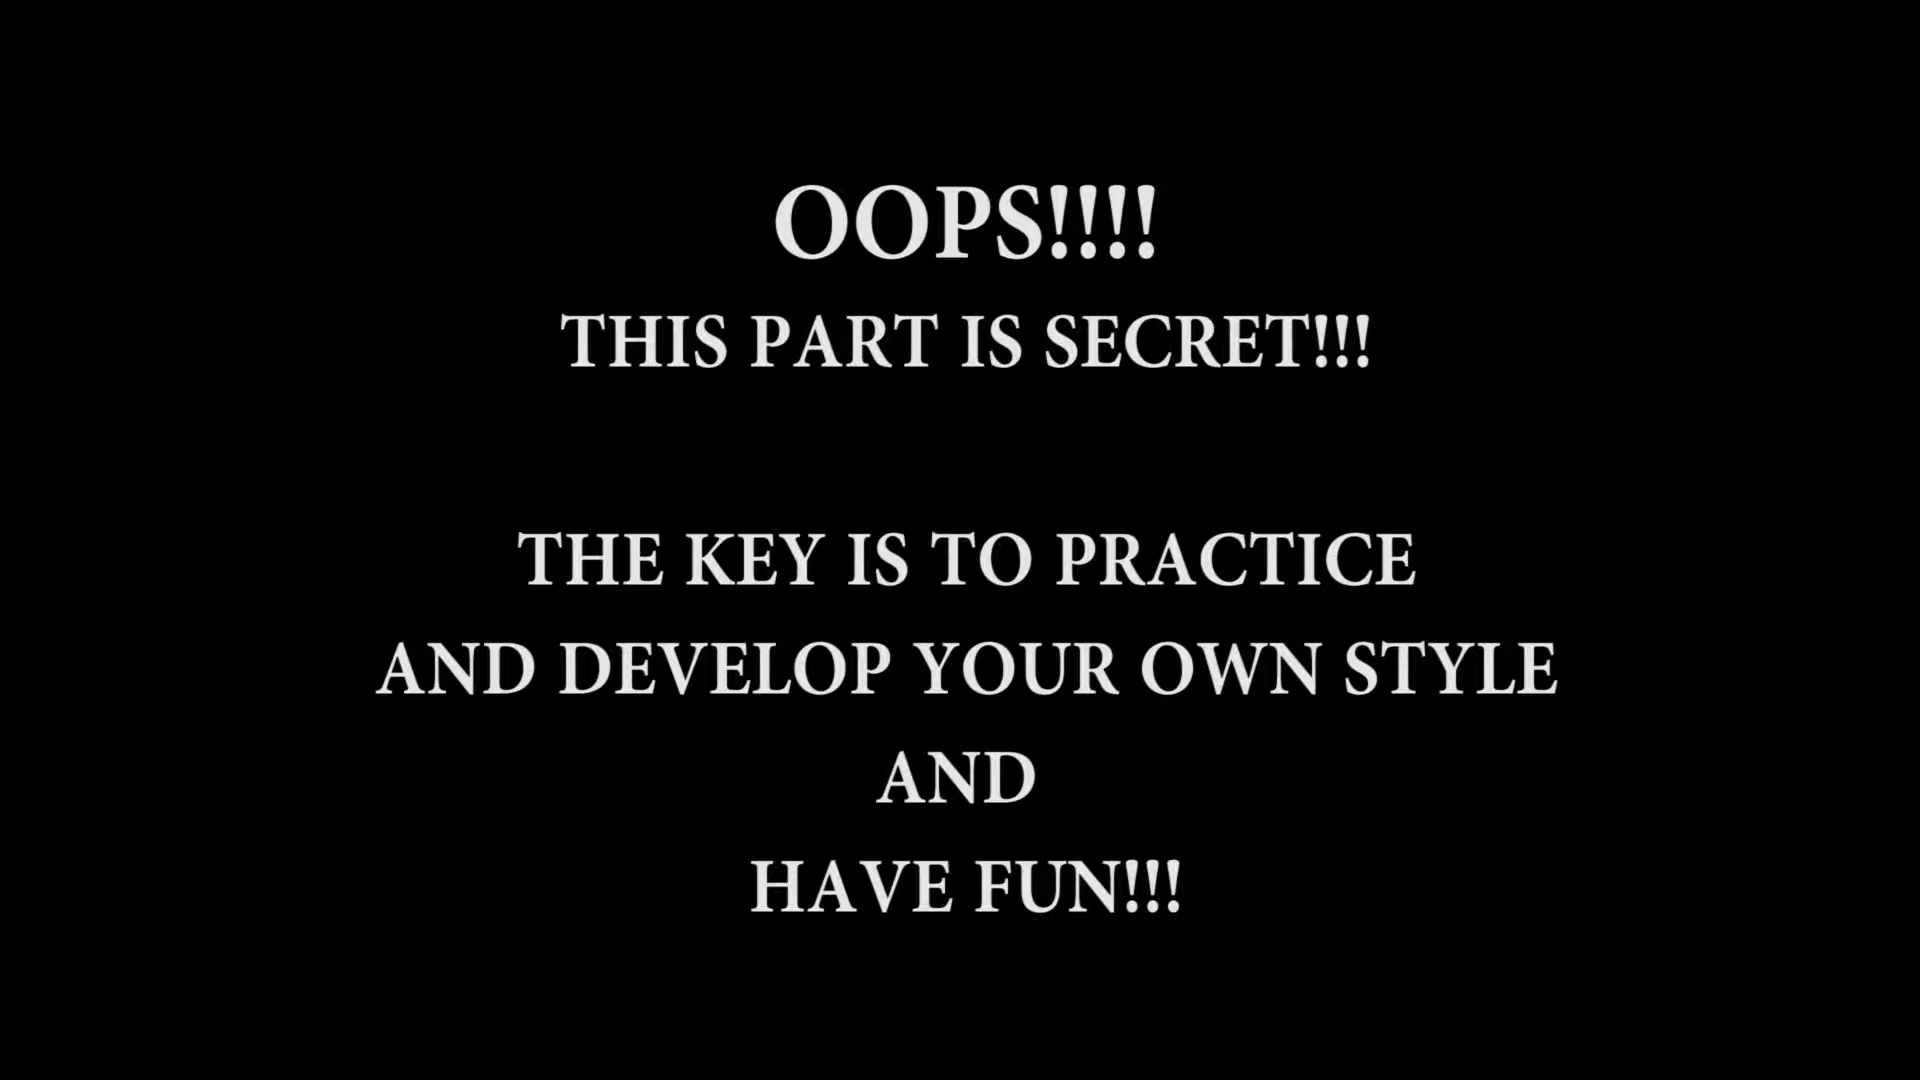 OOPS!!!!
THIS PART IS SECRET!!!
THE KEY IS TO PRACTICE
AND DEVELOP YOUR OWN STYLE
AND
HAVE FUN!!!